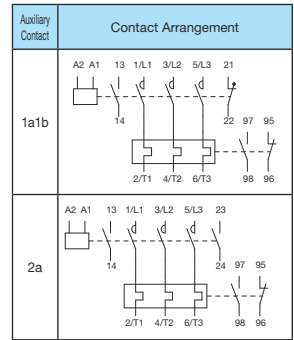 Auxiliary
Contact
Contact Arrangement
1a1b
A2 A1 13 1/L1 3/L2 5/L3 21
14 22 97 95
2/T1 4/T2 6/T3 98 96
2a
A2 A1 13 1/L1 3/L2 5/L3 23
14 24 97 95
2/T1 4/T2 6/T3 98 96